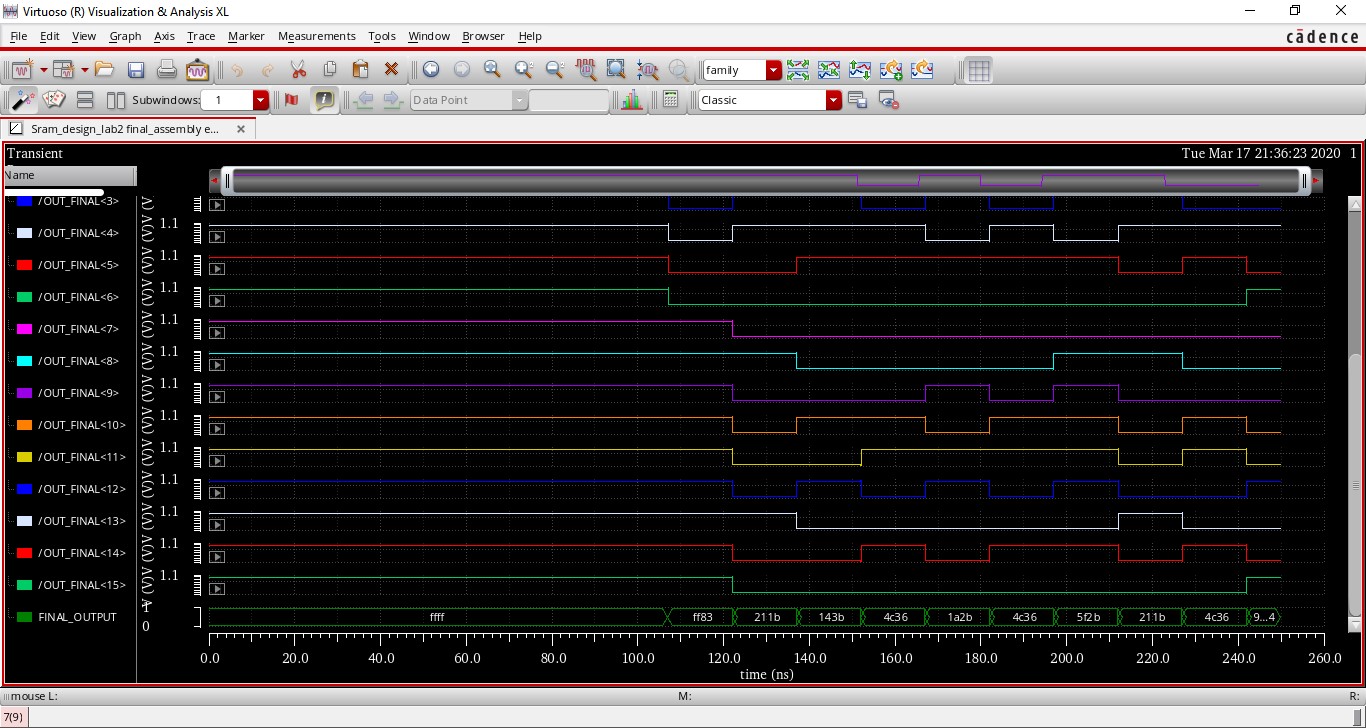 Virtuoso (R) Visualization & Analysis XL
File Edit View Graph Axis Trace Marker Measurements Tools Window Browser Help
cādence
family
Subwindows: 1
Data Point
Classic
Sram_design_lab2 final_assembly e...
Transient
Tue Mar 17 21:36:23 2020 1
Name
/OUT_FINAL<3>
/OUT_FINAL<4> 1.1
/OUT_FINAL<5> 1.1
/OUT_FINAL<6> 1.1
/OUT_FINAL<7> 1.1
/OUT_FINAL<8> 1.1
/OUT_FINAL<9> 1.1
/OUT_FINAL<10> 1.1
/OUT_FINAL<11> 1.1
/OUT_FINAL<12> 1.1
/OUT_FINAL<13> 1.1
/OUT_FINAL<14> 1.1
/OUT_FINAL<15> 1.1
1
FINAL_OUTPUT ffff ff83 211b 143b 4c36 1a2b 4c36 5f2b 211b 4c36 9...4
0
0.0 20.0 40.0 60.0 80.0 100.0 120.0 140.0 160.0 180.0 200.0 220.0 240.0 260.0
time (ns)
mouse L: M: R:
7(9)